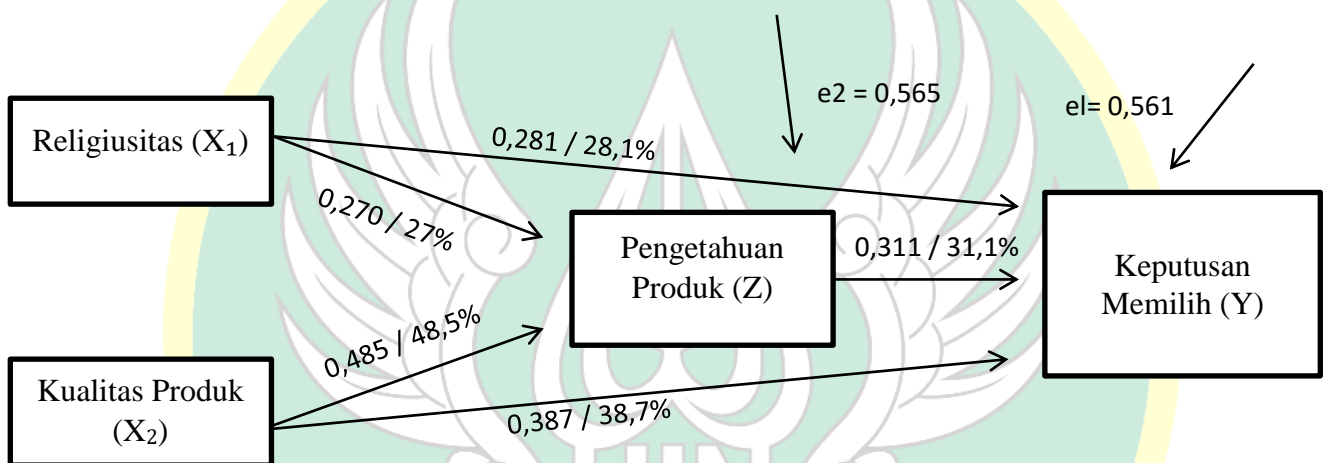 e2 = 0,565
el= 0,561
Religiusitas (X₁)
0,281 / 28,1%
0,270 / 27%
Pengetahuan
Produk (Z)
0,311 / 31,1%
Keputusan
Memilih (Y)
0,485 / 48,5%
Kualitas Produk
(X₂)
0,387 / 38,7%